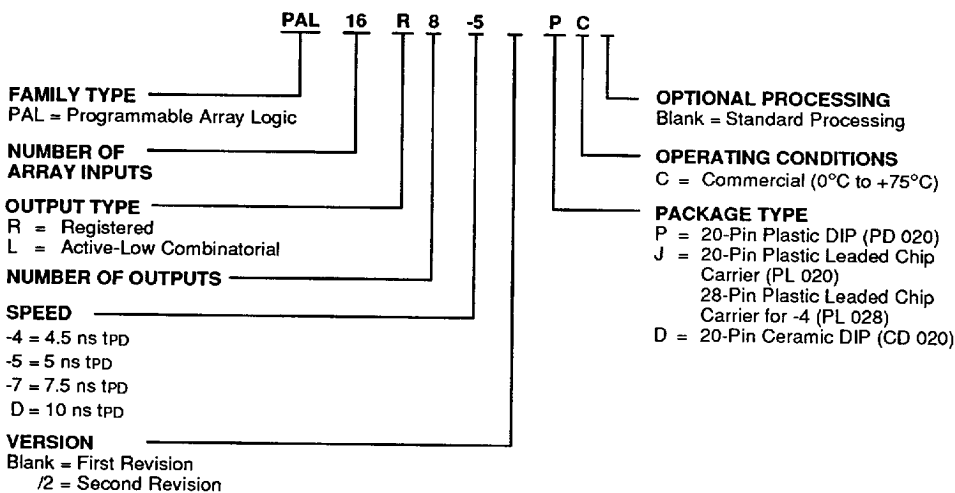 PAL 16 R 8 -5 P C
FAMILY TYPE
PAL = Programmable Array Logic
NUMBER OF
ARRAY INPUTS
OUTPUT TYPE
R = Registered
L = Active-Low Combinatorial
NUMBER OF OUTPUTS
SPEED
-4 = 4.5 ns tPD
-5 = 5 ns tPD
-7 = 7.5 ns tPD
D = 10 ns tPD
VERSION
Blank = First Revision
/2 = Second Revision
OPTIONAL PROCESSING
Blank = Standard Processing
OPERATING CONDITIONS
C = Commercial (0°C to +75°C)
PACKAGE TYPE
P = 20-Pin Plastic DIP (PD 020)
J = 20-Pin Plastic Leaded Chip
Carrier (PL 020)
28-Pin Plastic Leaded Chip
Carrier for -4 (PL 028)
D = 20-Pin Ceramic DIP (CD 020)